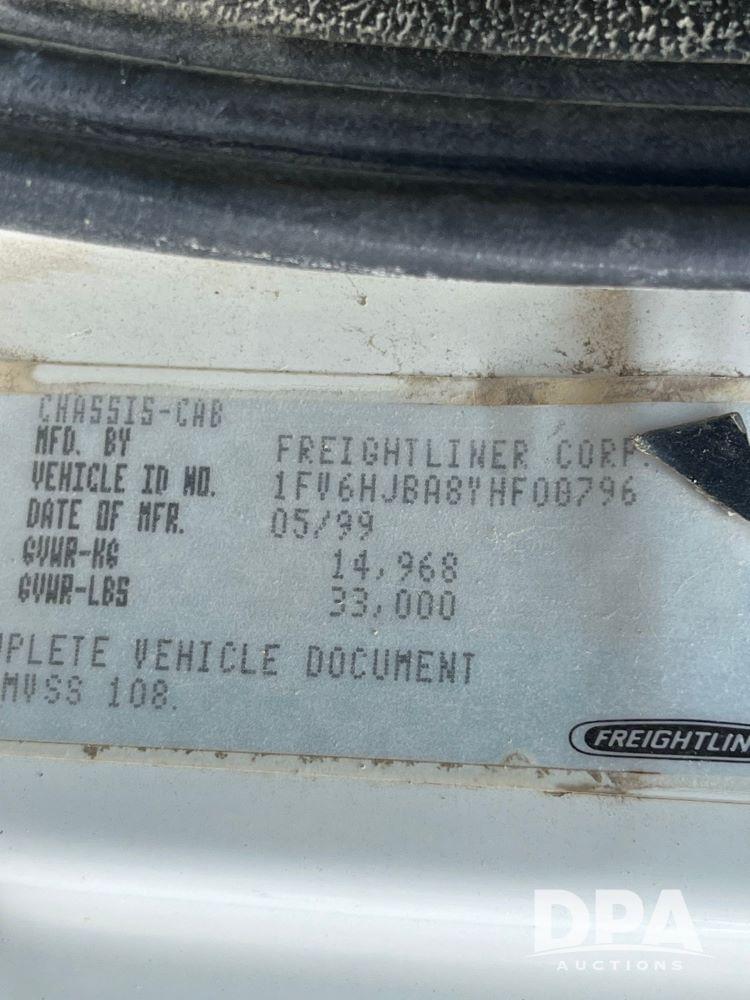 CHASSIS-CAB
MFD. BY FREIGHTLINER CORP.
VEHICLE ID NO. 1FV6HJBA8YHF00796
DATE OF MFR. 05/99
GVWR-KG 14,968
GVWR-LBS 33,000
MPLETE VEHICLE DOCUMENT
MVSS 108.
FREIGHTLIN
DPA
AUCTIONS